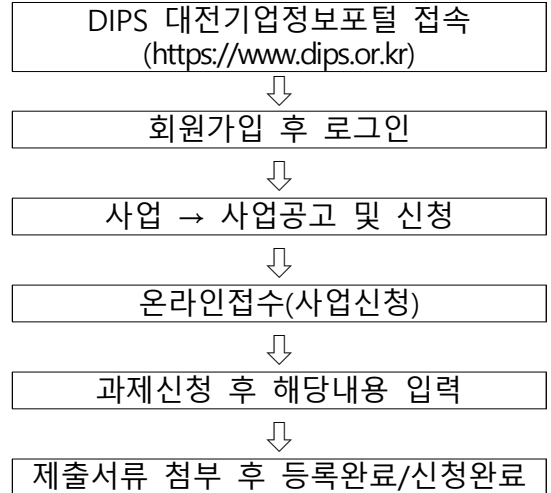 DIPS 대전기업정보포털 접속
(https://www.dips.or.kr)
회원가입 후 로그인
사업 → 사업공고 및 신청
온라인접수(사업신청)
과제신청 후 해당내용 입력
제출서류 첨부 후 등록완료/신청완료